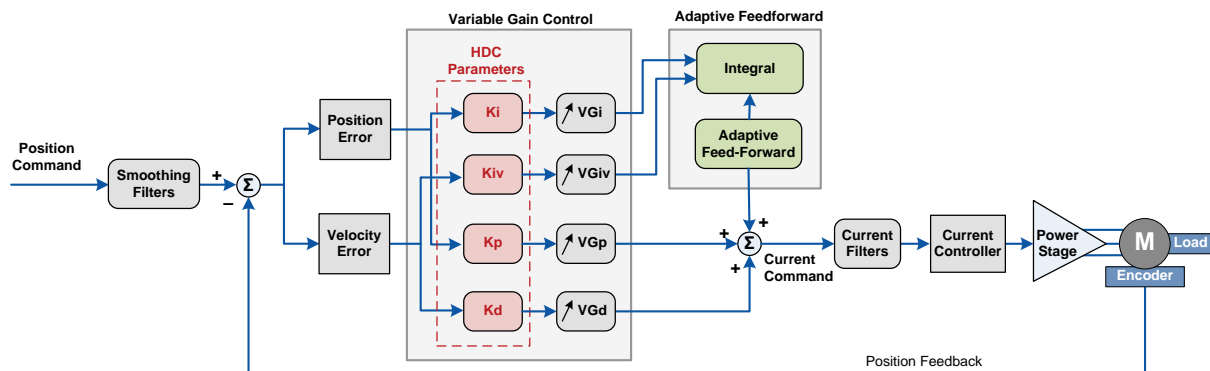 Variable Gain Control
Adaptive Feedforward
HDC
Parameters
Integral
Ki
VGi
Position
Error
Adaptive
Feed-Forward
Position
Command
Smoothing
Filters
+
Σ
−
Kiv
VGiv
Velocity
Error
Kp
VGp
+
+
Σ
+
Current
Command
Current
Filters
Current
Controller
Power
Stage
M
Load
Encoder
Kd
VGd
Position Feedback